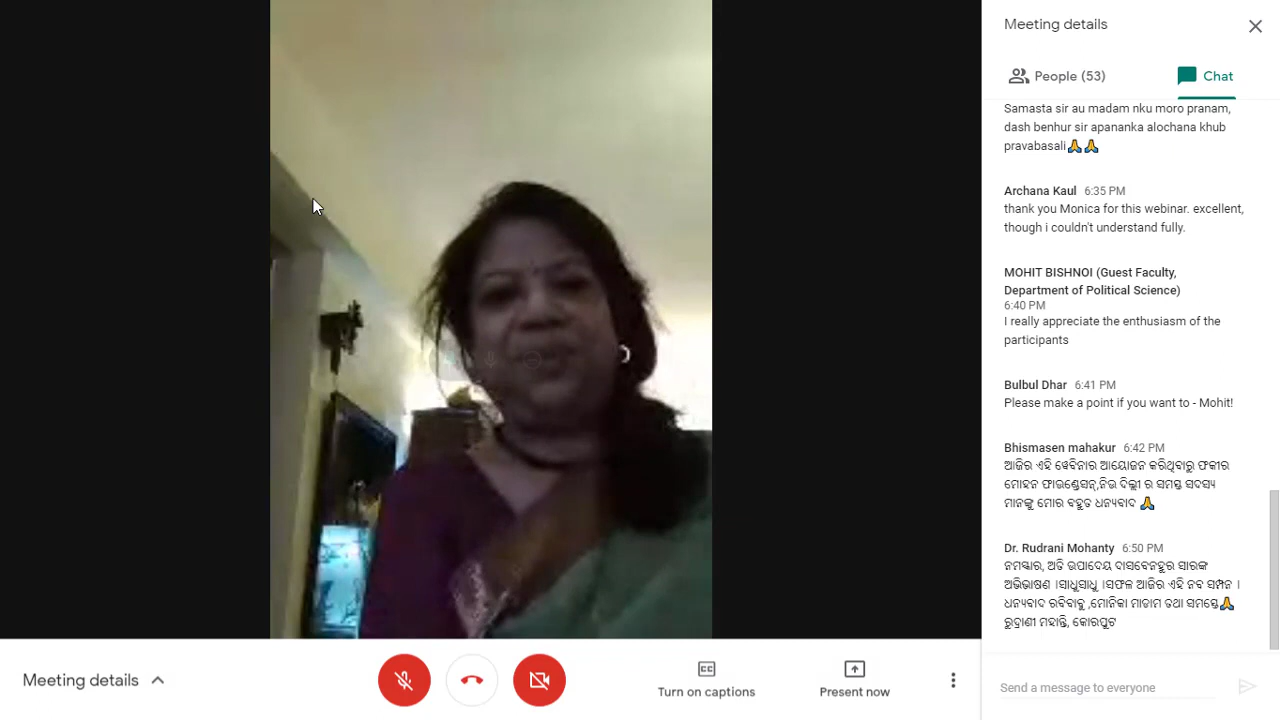 Meeting details
People (53)
Chat
Samasta sir au madam nku moro pranam,
dash benhur sir apananka alochana khub
pravabasali🙏🙏
Archana Kaul 6:35 PM
thank you Monica for this webinar. excellent,
though i couldn't understand fully.
MOHIT BISHNOI (Guest Faculty,
Department of Political Science)
6:40 PM
I really appreciate the enthusiasm of the
participants
Bulbul Dhar 6:41 PM
Please make a point if you want to - Mohit!
Bhismasen mahakur 6:42 PM
ଆଜିର ଏହି ୱେବିନାର ଆୟୋଜନ କରିଥିବାରୁ ଫକୀର
ମୋହନ ଫାଉଣ୍ଡେସନ୍,ନିଉ ଦିଲ୍ଲୀ ର ସମସ୍ତ ସଦସ୍ୟ
ମାନଙ୍କୁ ମୋର ବହୁତ ଧନ୍ୟବାଦ 🙏
Dr. Rudrani Mohanty 6:50 PM
ନମସ୍କାର, ଅତି ଉପାଦେୟ ଦାସବେନହୁର ସାରଙ୍କ
ଅଭିଭାଷଣ ।ସାଧୁସାଧୁ ।ସଫଳ ଆଜିର ଏହି ନବ ସମ୍ପନ ।
ଧନ୍ୟବାଦ ରବିବାବୁ ,ମୋନିକା ମାଡାମ ତଥା ସମସ୍ତେ🙏
ରୁଦ୍ରାଣୀ ମହାନ୍ତି, କୋରାପୁଟ
Send a message to everyone
Meeting details
Turn on captions
Present now